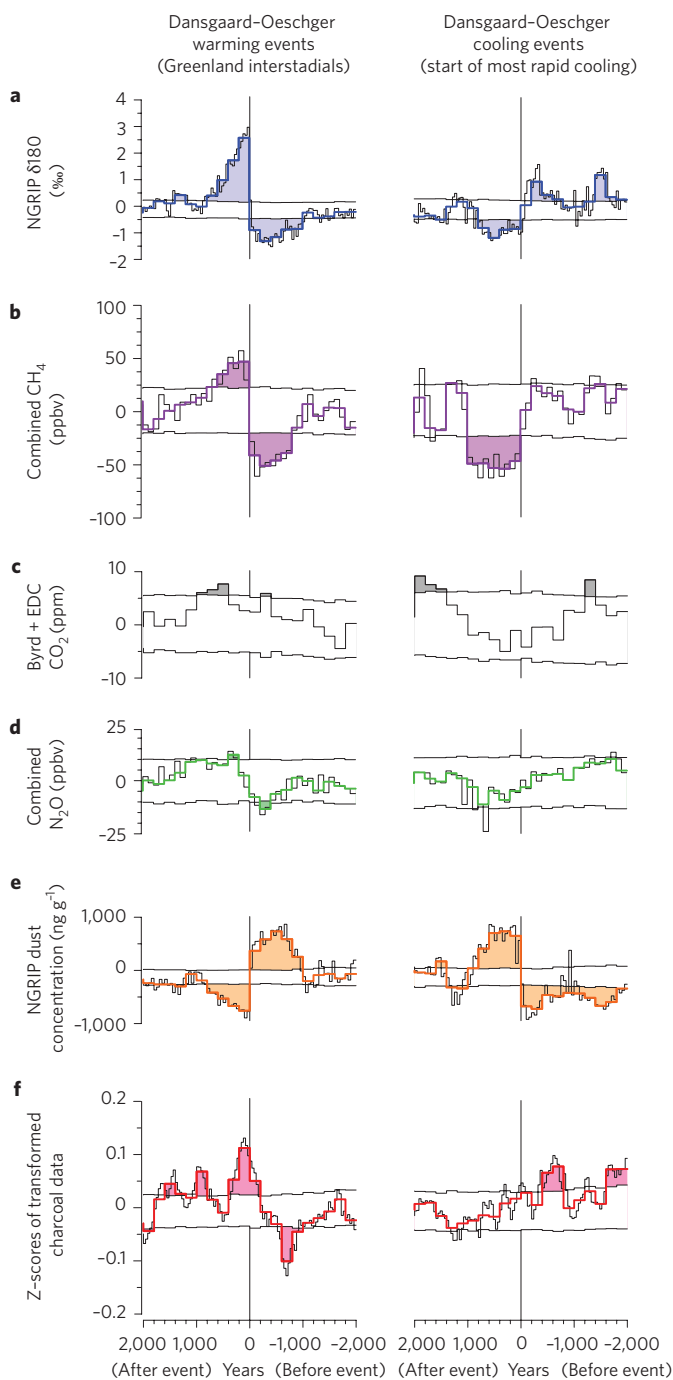 Dansgaard–Oeschger
warming events
(Greenland interstadials)
Dansgaard–Oeschger
cooling events
(start of most rapid cooling)
a
NGRIP δ180
(‰)
4
3
2
1
0
-1
-2
b
Combined CH4
(ppbv)
100
50
0
-50
-100
c
Byrd + EDC
CO2 (ppm)
10
0
-10
d
Combined
N2O (ppbv)
25
0
-25
e
NGRIP dust
concentration (ng g-1)
1,000
0
-1,000
f
Z-scores of transformed
charcoal data
0.2
0.1
0
-0.1
-0.2
2,000 1,000 0 -1,000 -2,000
(After event) Years (Before event)
2,000 1,000 0 -1,000 -2,000
(After event) Years (Before event)